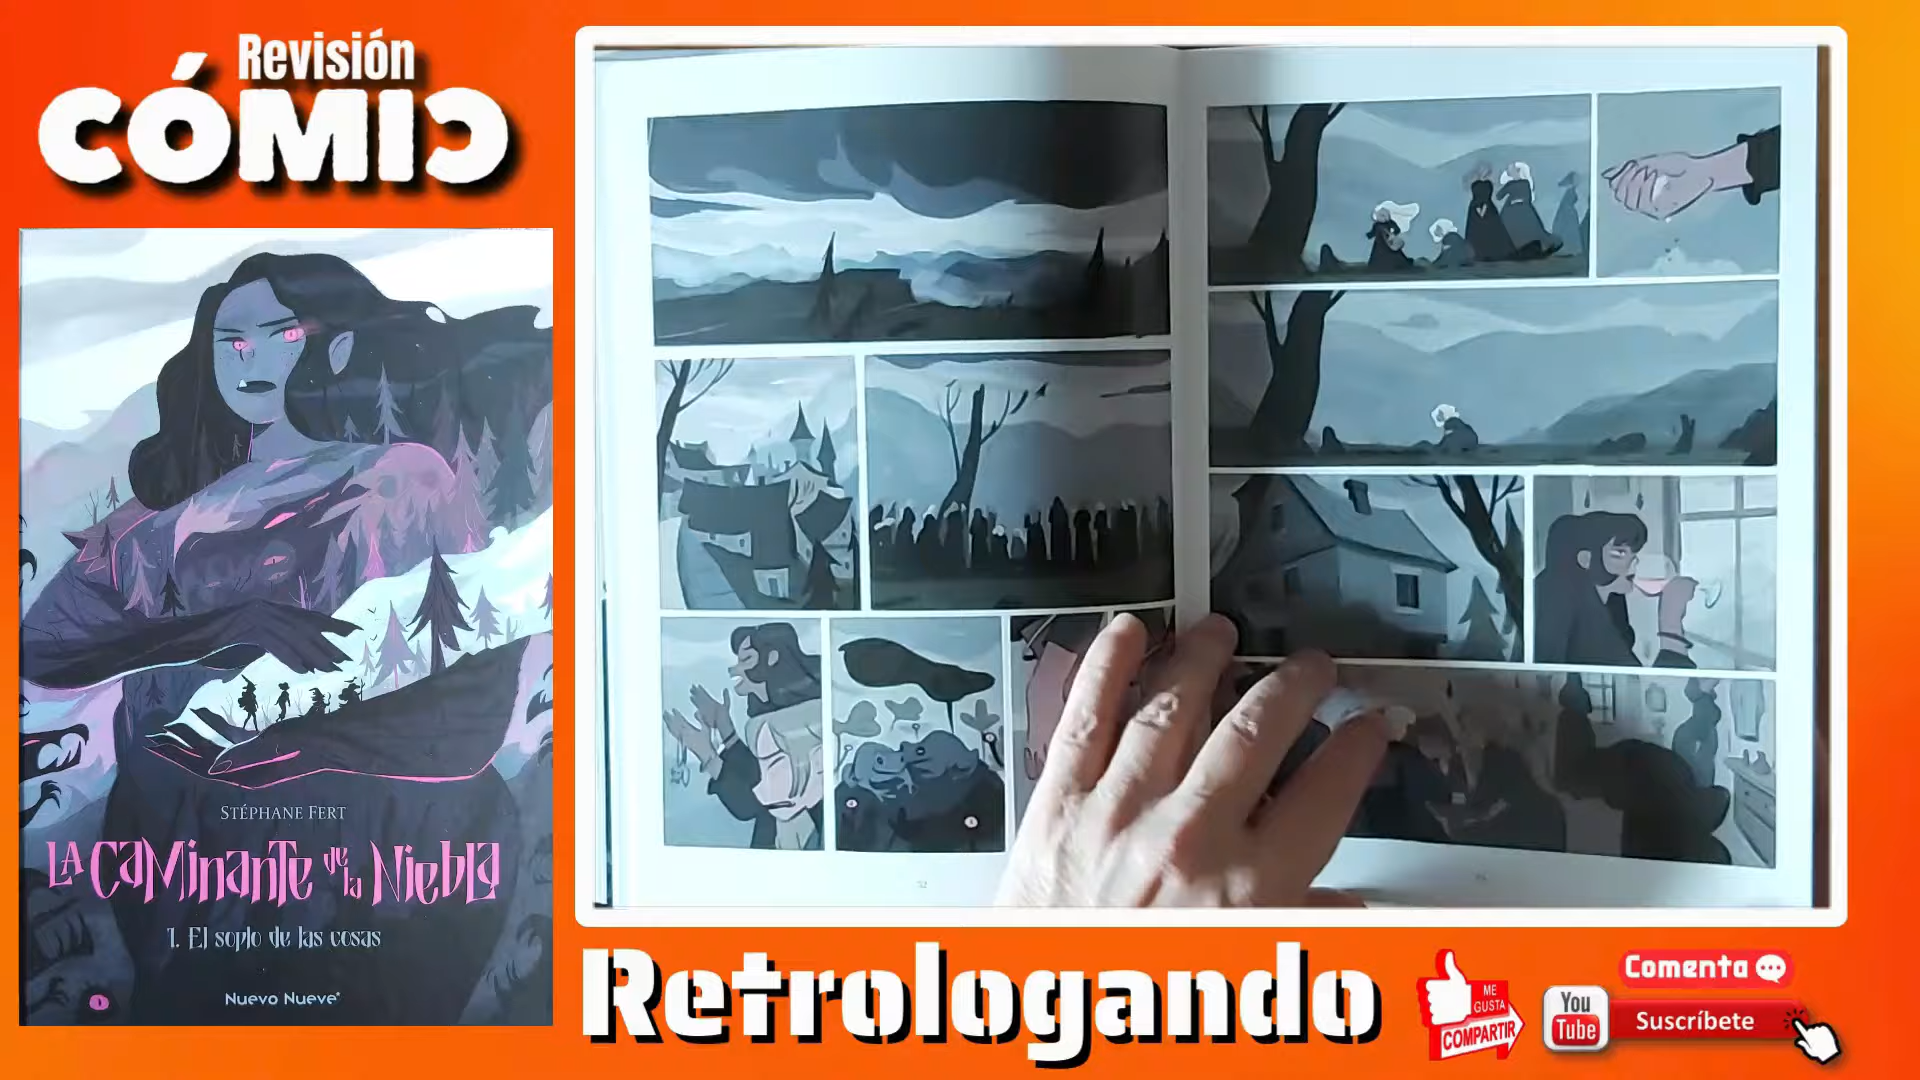 Revisión
CÓMIC
STÉPHANE FERT
LA CAMINANTE de la NIEBLA
1. El soplo de las cosas
NUEVO NUEVE
Retrologando
ME
GUSTA
COMPARTIR
Comenta
You
Tube
Suscríbete